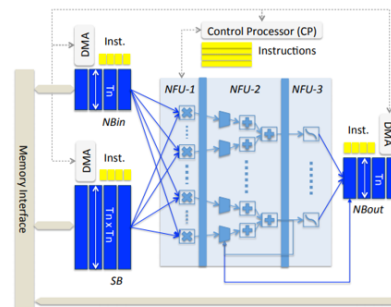 Control Processor (CP)
DMA
Inst.
Instructions
Tn
NBin
NFU-1
NFU-2
NFU-3
DMA
Inst.
Tn x Tn
SB
Memory Interface
Inst.
DMA
Tn
NBout